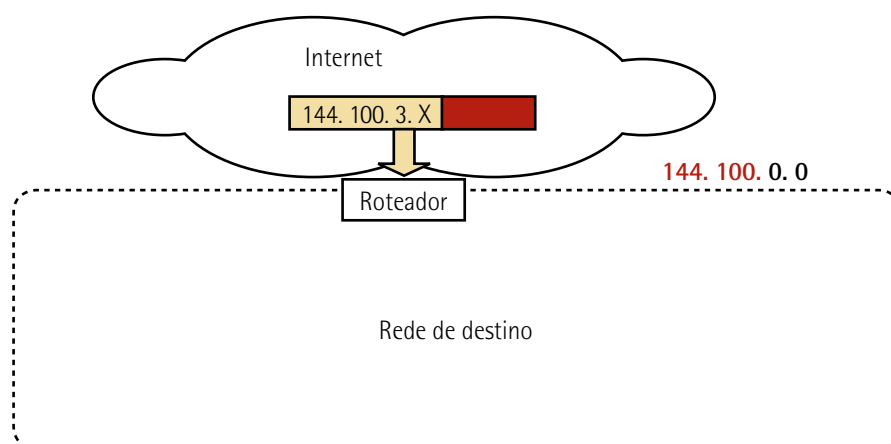 Internet
144. 100. 3. X
144. 100. 0. 0
Roteador
Rede de destino